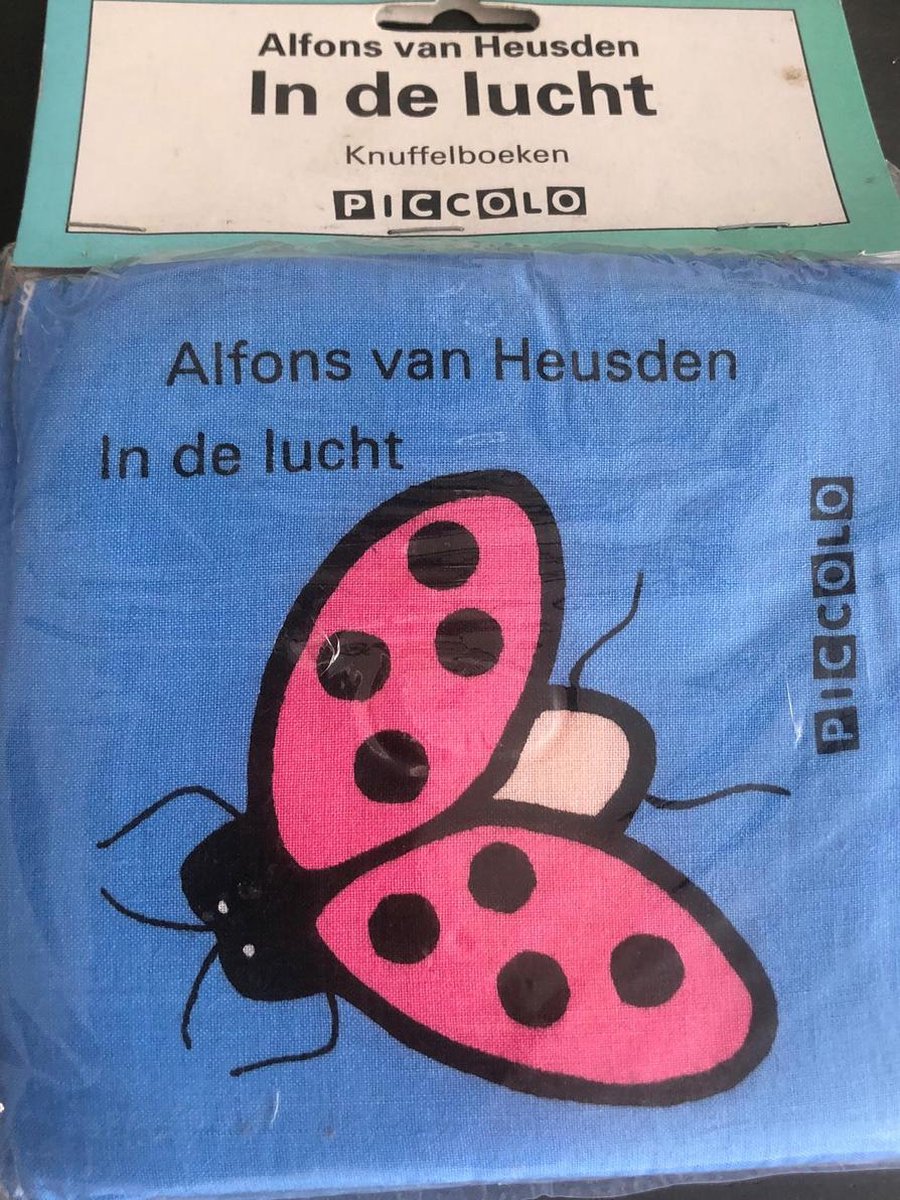 Alfons van Heusden
In de lucht
Knuffelboeken
PICCOLO
Alfons van Heusden
In de lucht
PICCOLO